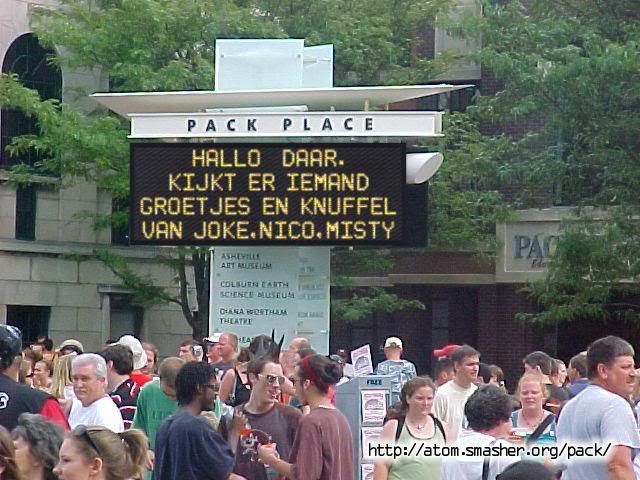 PACK PLACE
HALLO DAAR.
KIJKT ER IEMAND
GROETJES EN KNUFFEL
VAN JOKE.NICO.MISTY
ASHEVILLE
ART MUSEUM
COLBURN EARTH
SCIENCE MUSEUM
DIANA WORTHAM
THEATRE
PAC
FREE
http://atom.smasher.org/pack/